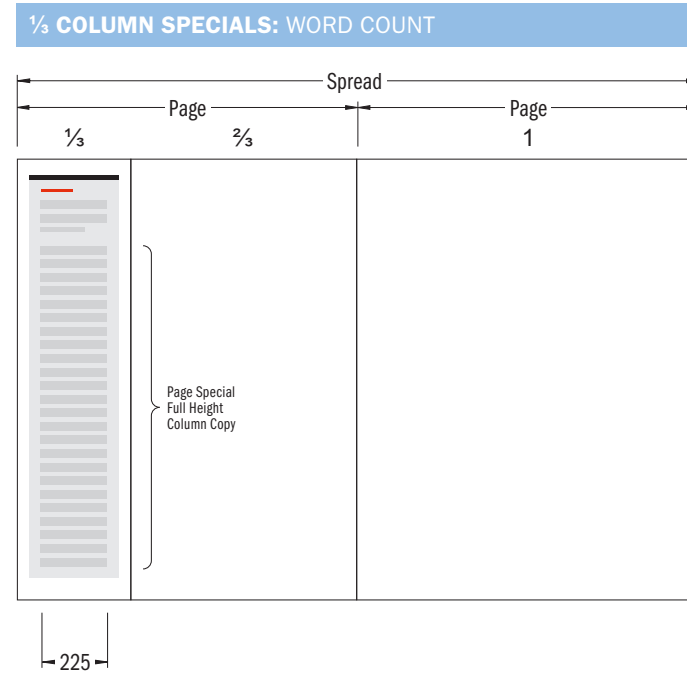 ⅓ COLUMN SPECIALS: WORD COUNT
Spread
Page Page
⅓ ⅔ 1
Page Special
Full Height
Column Copy
225